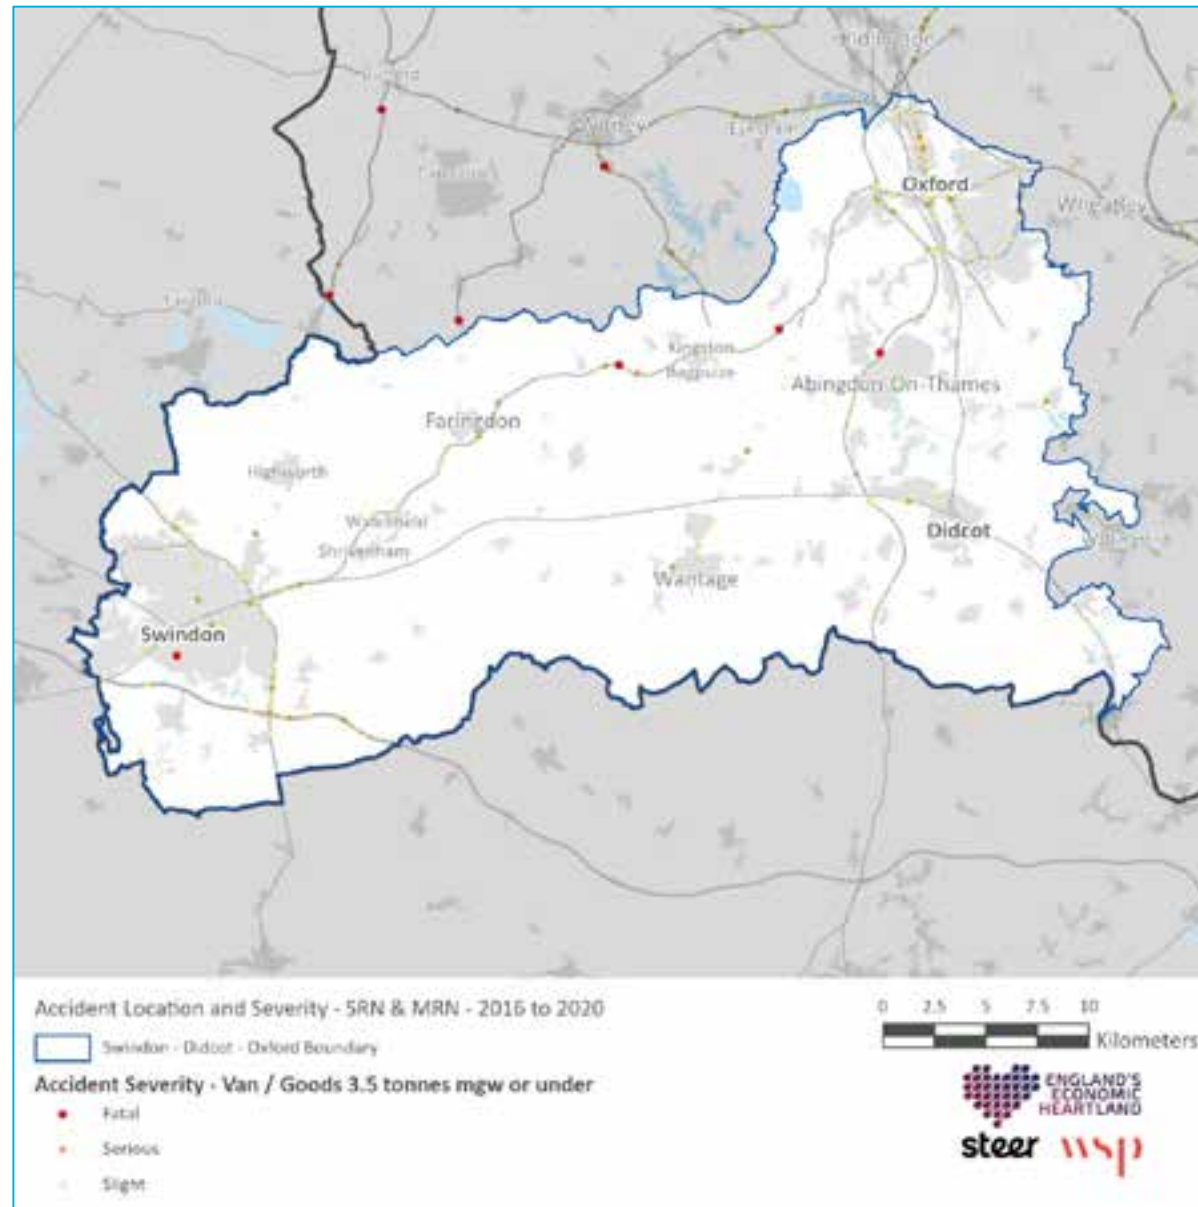 Oxford
Wheatley
Kingston
Bagpuize
Abingdon-On-Thames
Faringdon
Highworth
Watchfield
Shrivenham
Didcot
Wantage
Swindon
Accident Location and Severity - SRN & MRN - 2016 to 2020
Swindon - Didcot - Oxford Boundary
Accident Severity - Van / Goods 3.5 tonnes mgw or under
Fatal
Serious
Slight
0 2.5 5 7.5 10
Kilometers
ENGLAND'S
ECONOMIC
HEARTLAND
steer wsp